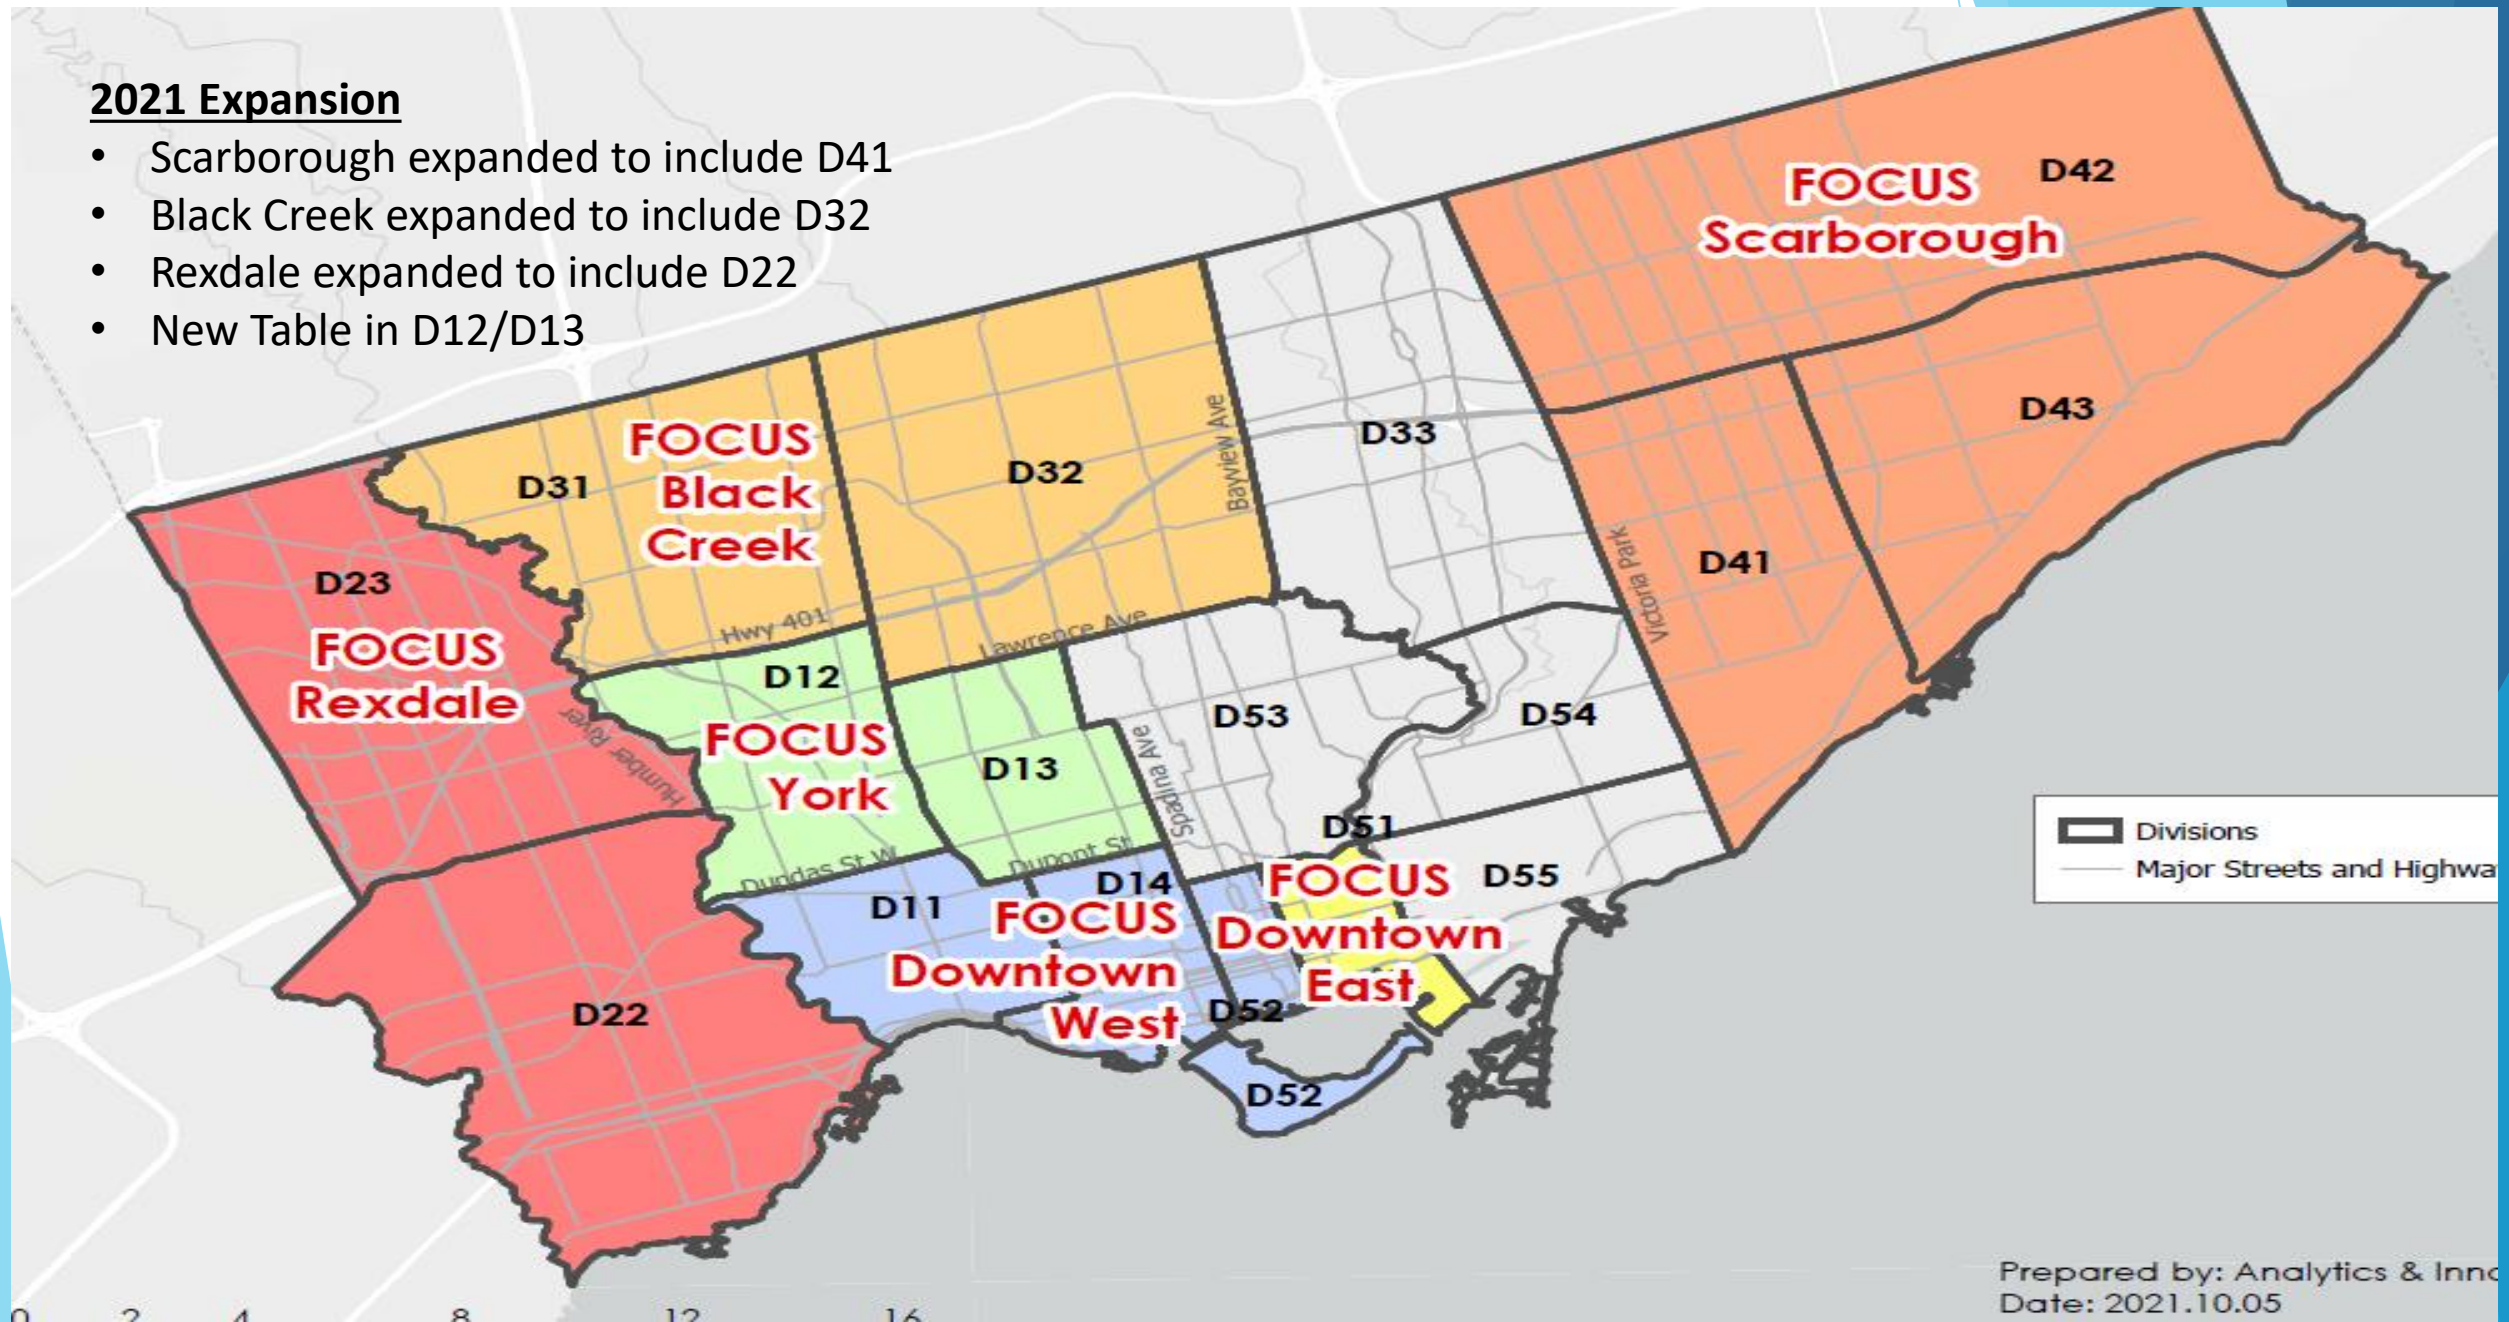 2021 Expansion
• Scarborough expanded to include D41
• Black Creek expanded to include D32
• Rexdale expanded to include D22
• New Table in D12/D13
D42
FOCUS
Scarborough
D43
D33
D41
Bayview Ave
Victoria Park
FOCUS
Black
Creek
D31
D32
Hwy 401
Lawrence Ave
D23
FOCUS
Rexdale
Humber River
D12
FOCUS
York
D13
Dundas St W
Dupont St
Spadina Ave
D53
D54
D51
D55
FOCUS
Downtown
East
D11
D14
FOCUS
Downtown
West
D52
D52
D22
Divisions
Major Streets and Highwa
Prepared by: Analytics & Inno
Date: 2021.10.05
0 2 4 8 12 16